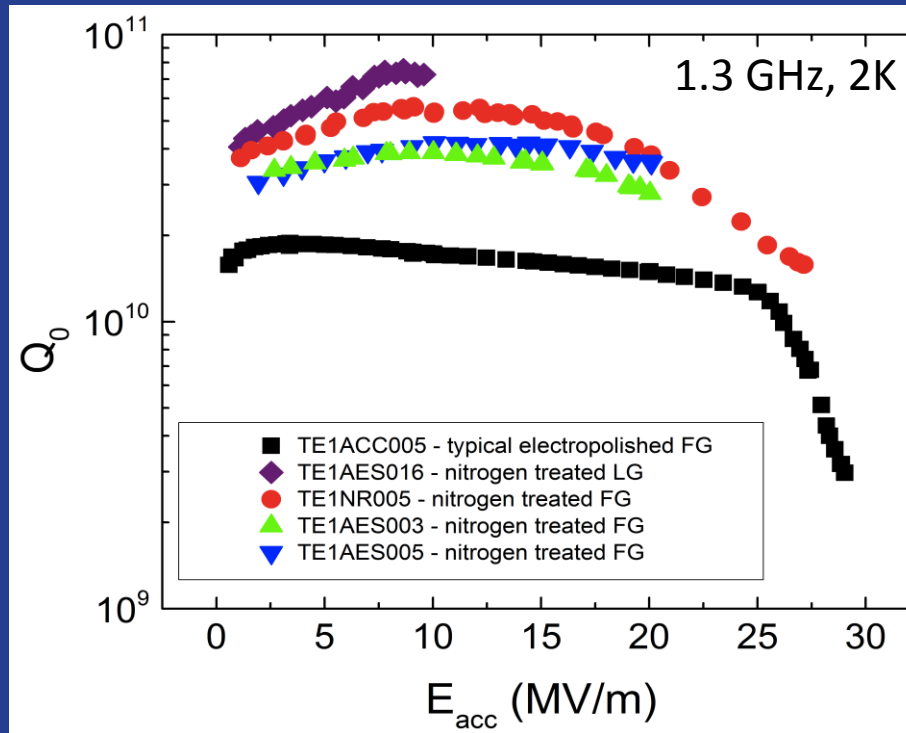 10¹¹
1.3 GHz, 2K
10¹⁰
Q₀
TE1ACC005 - typical electropolished FG
TE1AES016 - nitrogen treated LG
TE1NR005 - nitrogen treated FG
TE1AES003 - nitrogen treated FG
TE1AES005 - nitrogen treated FG
10⁹
0 5 10 15 20 25 30
E_acc (MV/m)